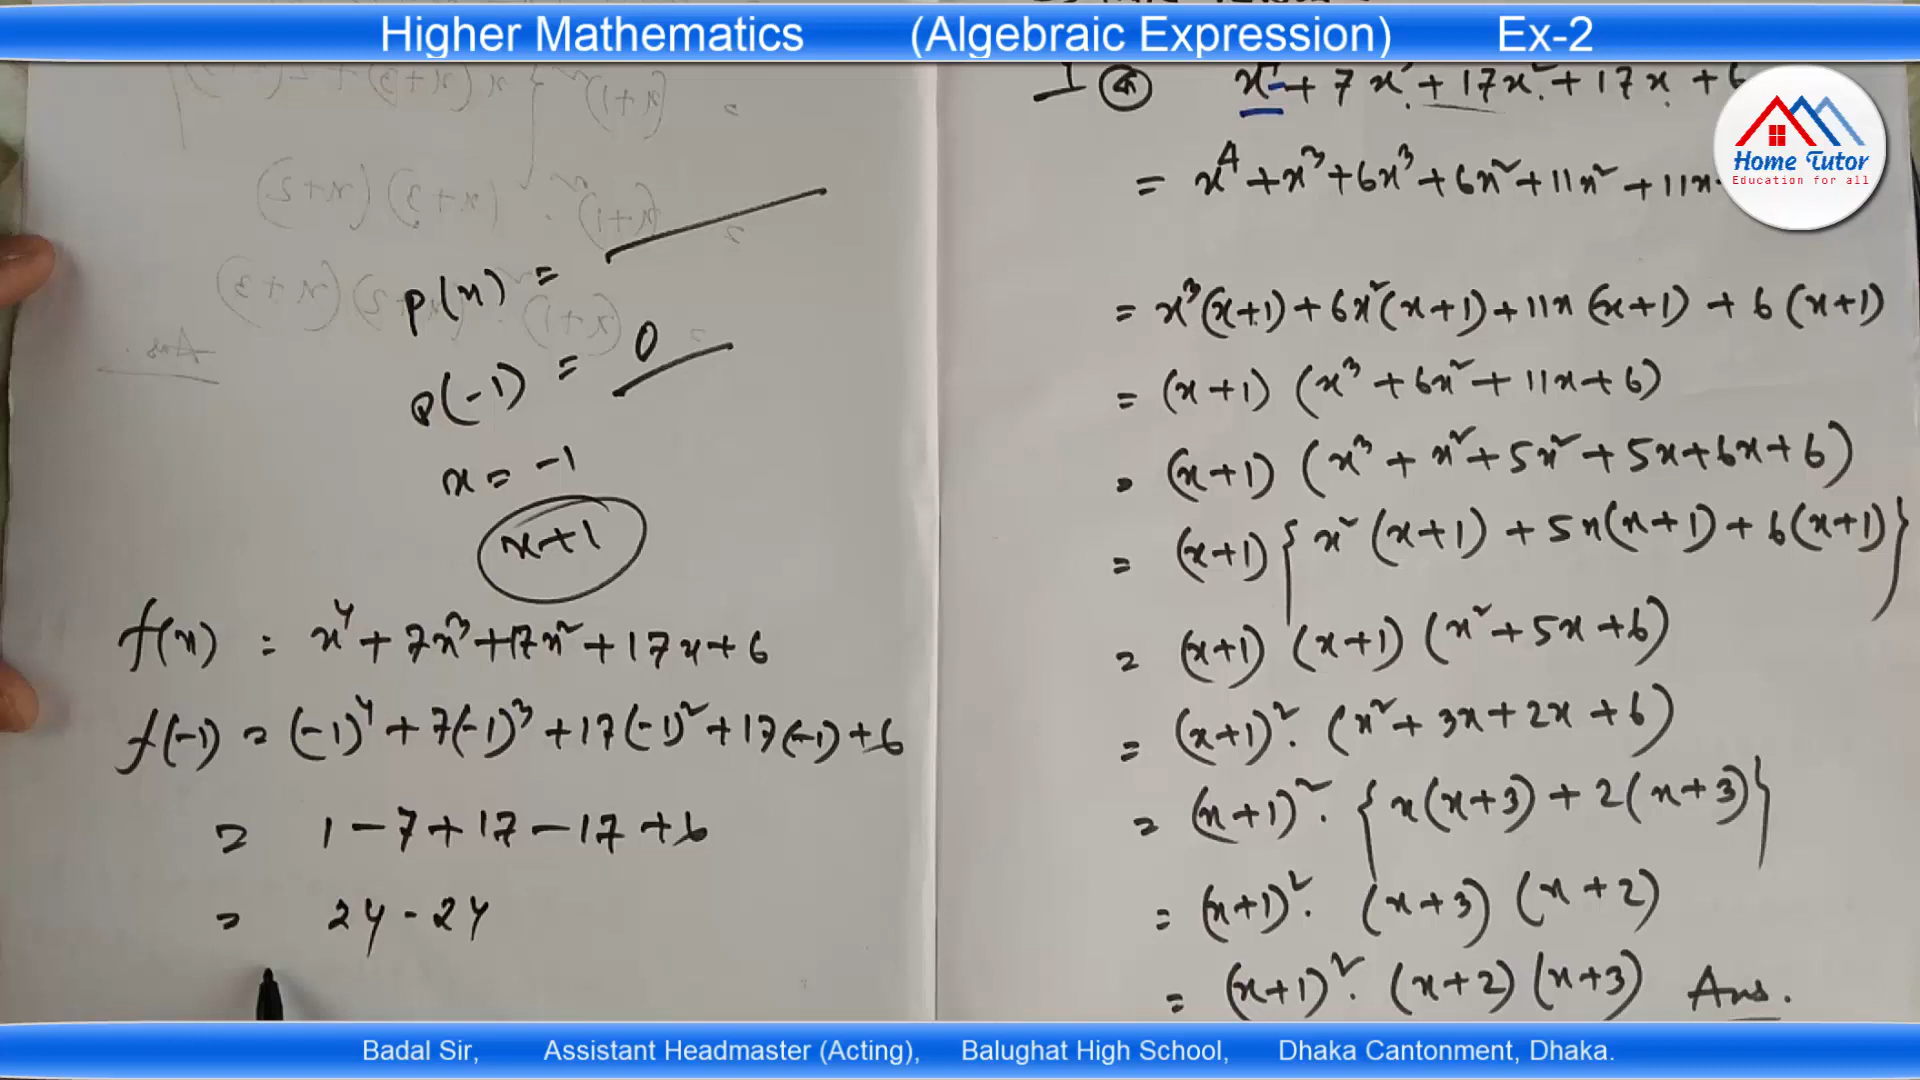 Higher Mathematics (Algebraic Expression) Ex-2
P(x) =
P(-1) = 0
x = -1
x+1
f(x) = x⁴ + 7x³ + 17x² + 17x + 6
f(-1) = (-1)⁴ + 7(-1)³ + 17(-1)² + 17(-1) + 6
= 1 - 7 + 17 - 17 + 6
= 24 - 24
1 ক x⁴ + 7x³ + 17x² + 17x + 6
= x⁴ + x³ + 6x³ + 6x² + 11x² + 11x
= x³(x+1) + 6x²(x+1) + 11x(x+1) + 6(x+1)
= (x+1) (x³ + 6x² + 11x + 6)
= (x+1) (x³ + x² + 5x² + 5x + 6x + 6)
= (x+1) {x²(x+1) + 5x(x+1) + 6(x+1)}
= (x+1) (x+1) (x² + 5x + 6)
= (x+1)². (x² + 3x + 2x + 6)
= (x+1)². {x(x+3) + 2(x+3)}
= (x+1)². (x+3) (x+2)
= (x+1)². (x+2) (x+3) Ans.
Home Tutor
Education for all
Badal Sir, Assistant Headmaster (Acting), Balughat High School, Dhaka Cantonment, Dhaka.